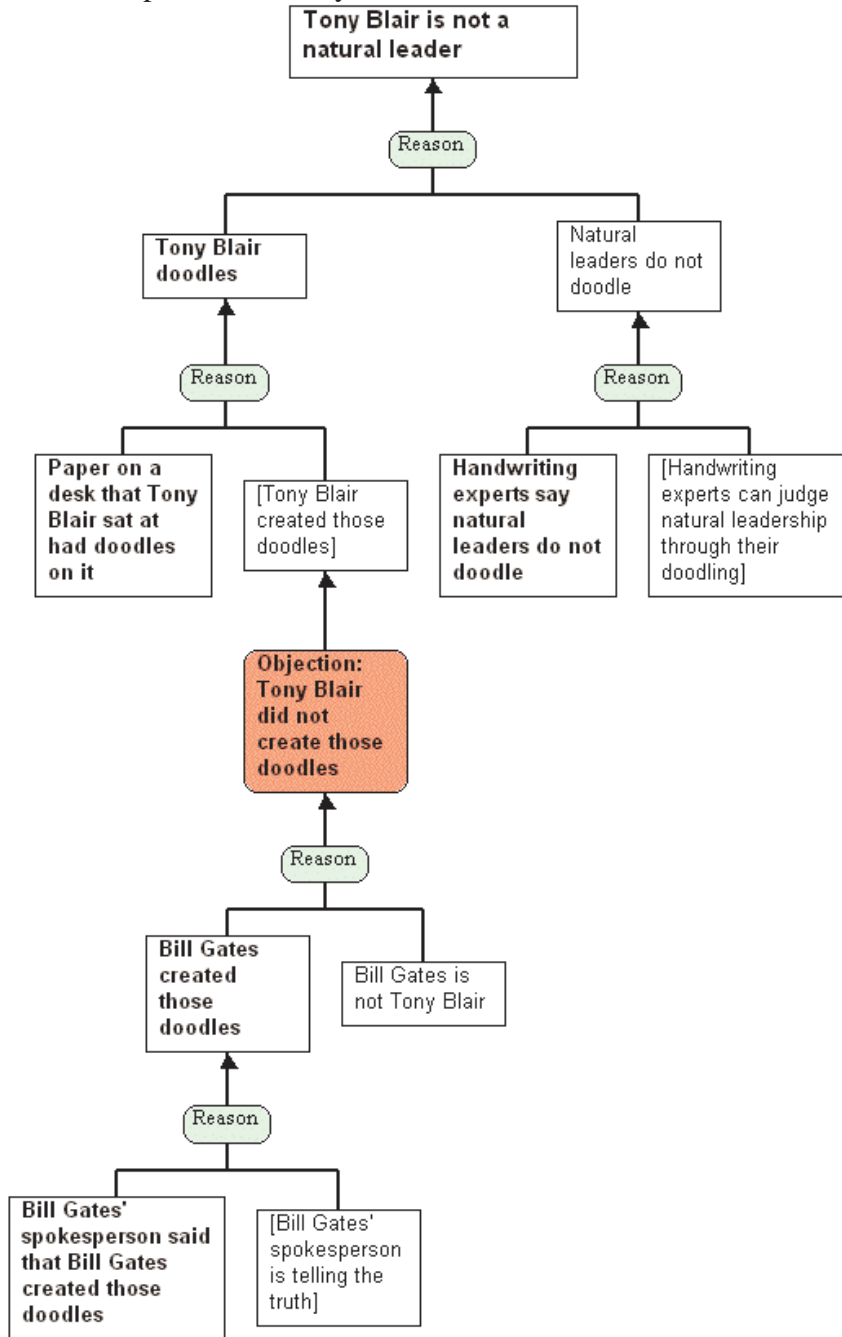 Tony Blair is not a
natural leader
Reason
Tony Blair
doodles
Natural
leaders do not
doodle
Reason
Reason
Paper on a
desk that Tony
Blair sat at
had doodles
on it
[Tony Blair
created those
doodles]
Handwriting
experts say
natural
leaders do not
doodle
[Handwriting
experts can judge
natural leadership
through their
doodling]
Objection:
Tony Blair
did not
create those
doodles
Reason
Bill Gates
created
those
doodles
Bill Gates is
not Tony Blair
Reason
Bill Gates'
spokesperson said
that Bill Gates
created those
doodles
[Bill Gates'
spokesperson
is telling the
truth]